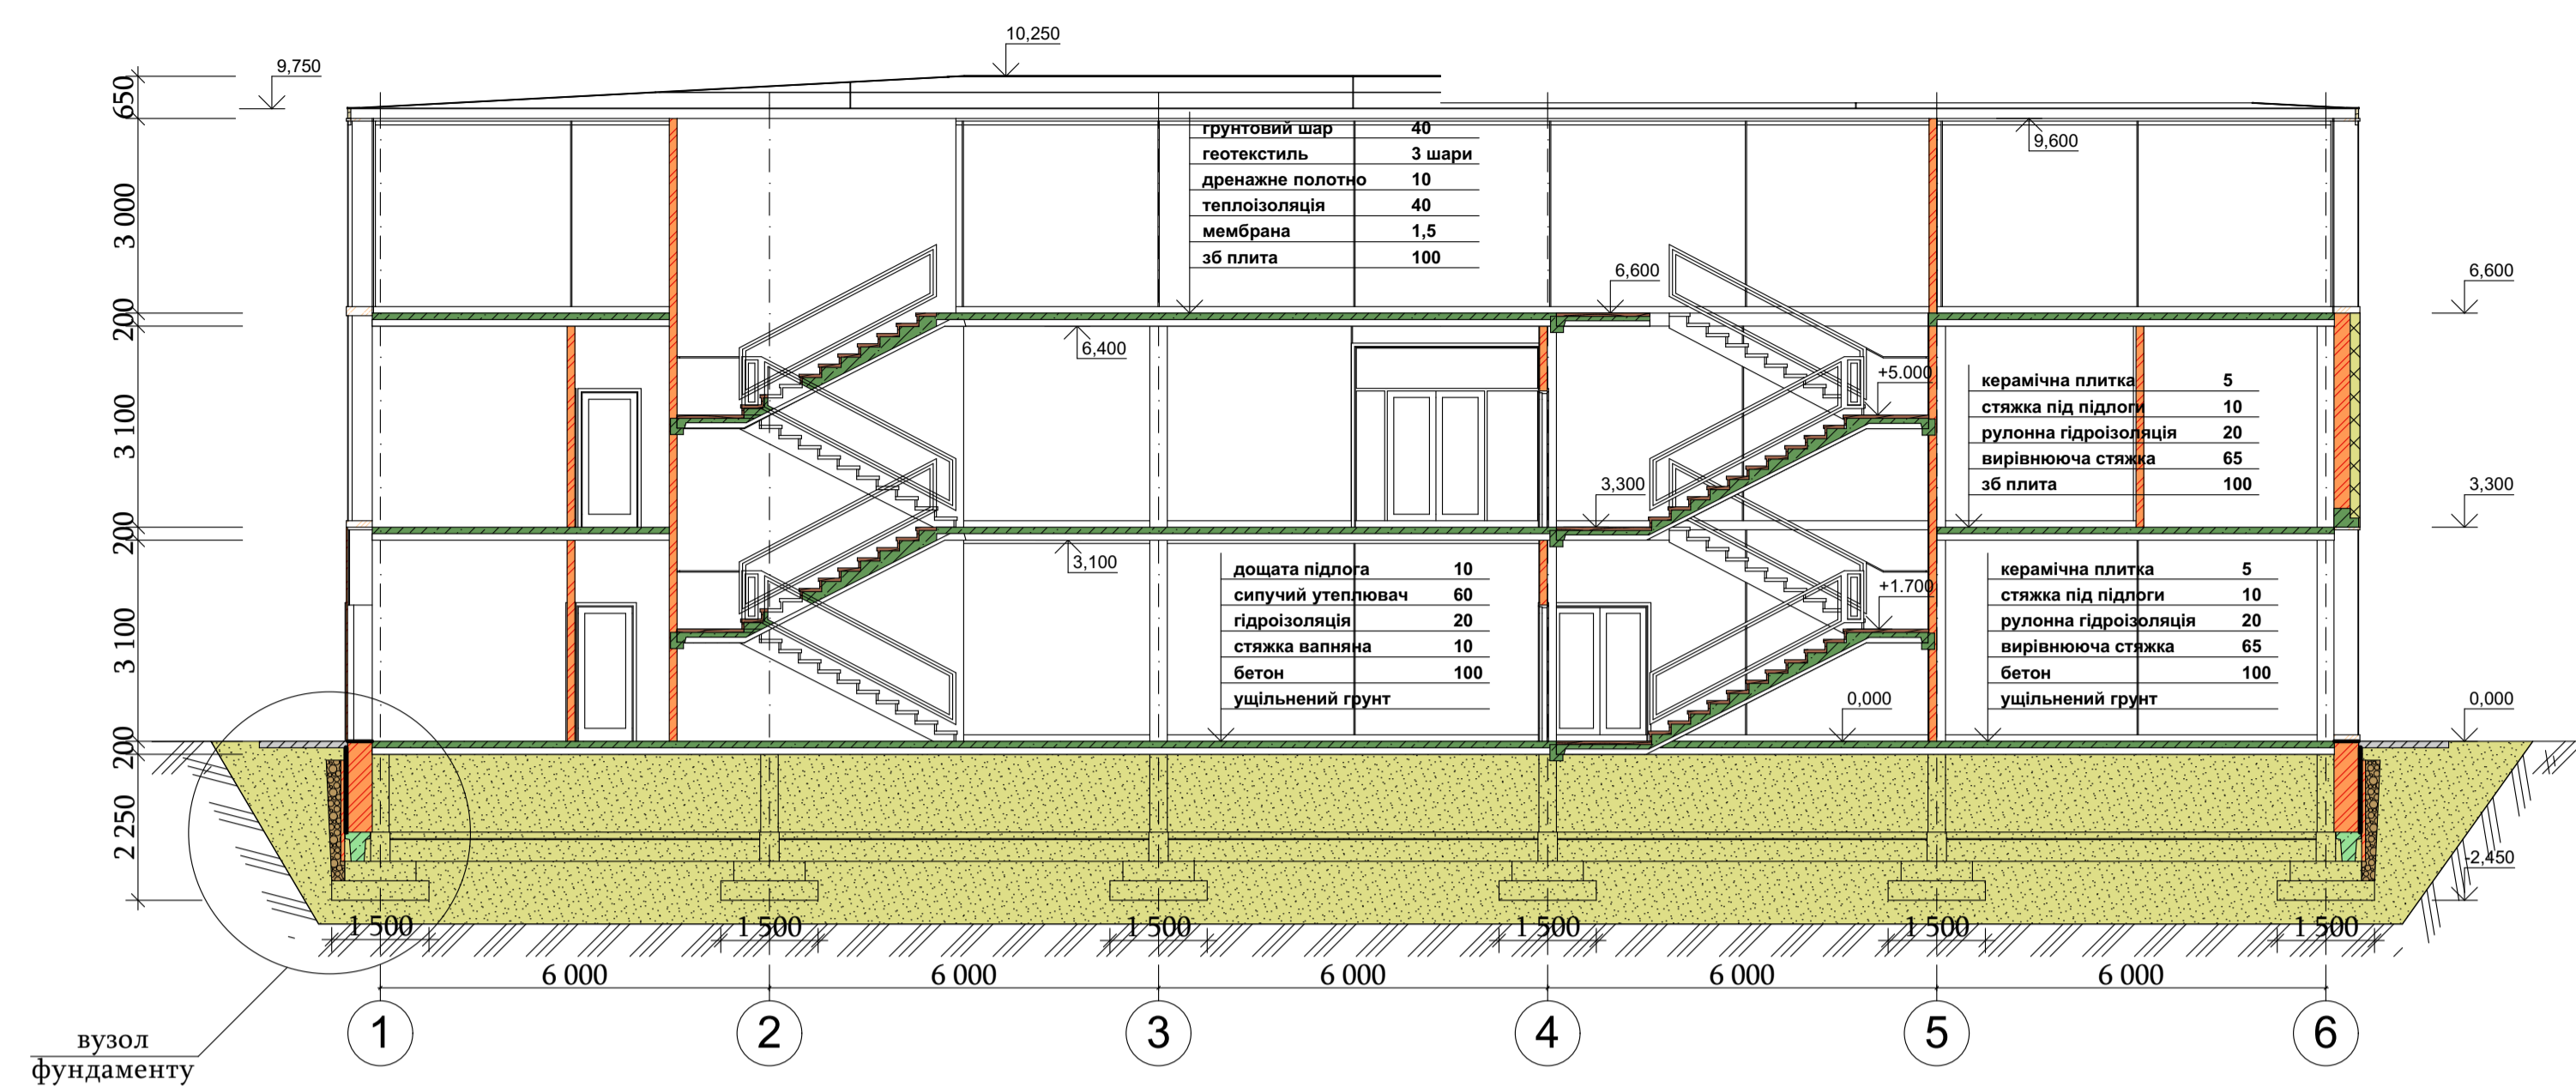 10,250
9,750
650
3 000
200
3 100
200
3 100
200
2 250
грунтовий шар 40
геотекстиль 3 шари
дренажне полотно 10
теплоізоляція 40
мембрана 1,5
зб плита 100
9,600
6,600
6,600
6,400
+5.000
керамічна плитка 5
стяжка під підлоги 10
рулонна гідроізоляція 20
вирівнююча стяжка 65
зб плита 100
3,300
3,300
3,100
дощата підлога 10
сипучий утеплювач 60
гідроізоляція 20
стяжка вапняна 10
бетон 100
ущільнений грунт
+1.700
керамічна плитка 5
стяжка під підлоги 10
рулонна гідроізоляція 20
вирівнююча стяжка 65
бетон 100
ущільнений грунт
0,000
0,000
-2,450
1 500 1 500 1 500 1 500 1 500 1 500
6 000 6 000 6 000 6 000 6 000
1 2 3 4 5 6
вузол
фундаменту